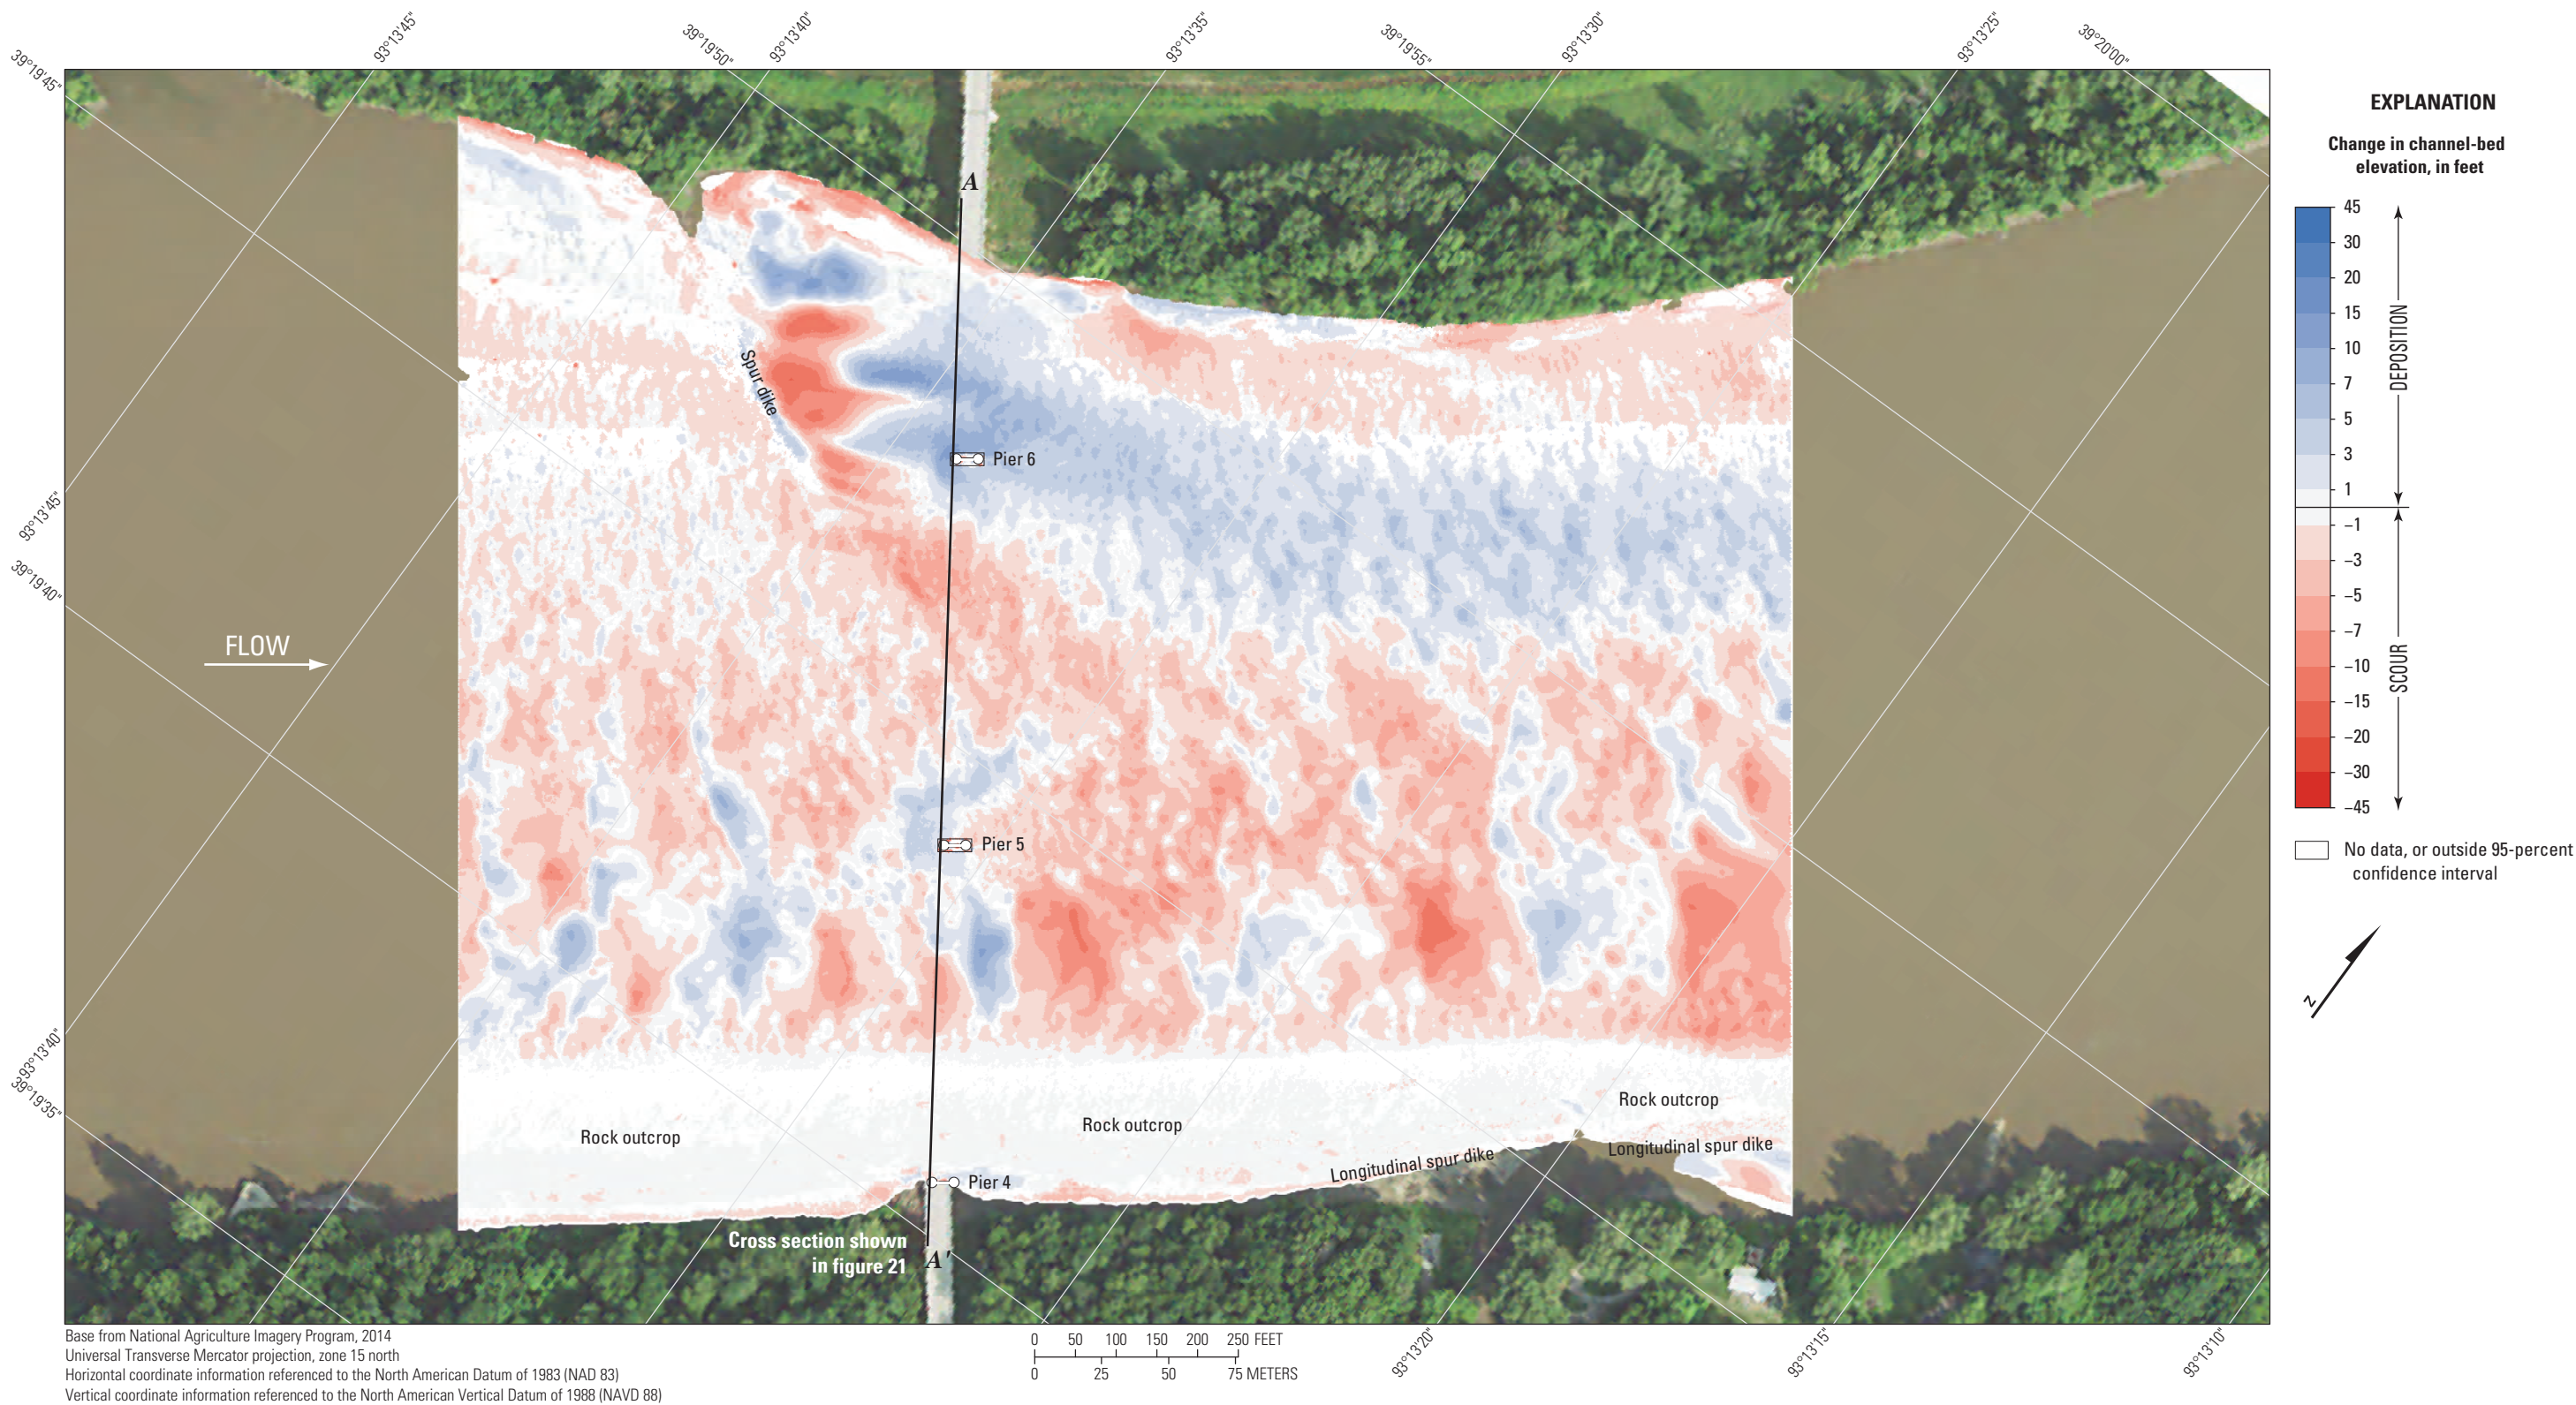 39°19'45"
93°13'45"
39°19'50"
93°13'40"
93°13'35"
39°19'55"
93°13'30"
93°13'25"
39°20'00"
EXPLANATION
Change in channel-bed
elevation, in feet
45
30
20
15
10
7
5
3
1
–1
–3
–5
–7
–10
–15
–20
–30
–45
DEPOSITION
SCOUR
No data, or outside 95-percent
confidence interval
N
A
Spur dike
Pier 6
93°13'45"
39°19'40"
FLOW
Pier 5
93°13'40"
39°19'35"
Rock outcrop
Rock outcrop
Rock outcrop
Longitudinal spur dike
Longitudinal spur dike
Pier 4
Cross section shown
in figure 21
A'
93°13'20"
93°13'15"
93°13'10"
Base from National Agriculture Imagery Program, 2014
Universal Transverse Mercator projection, zone 15 north
Horizontal coordinate information referenced to the North American Datum of 1983 (NAD 83)
Vertical coordinate information referenced to the North American Vertical Datum of 1988 (NAVD 88)
0 50 100 150 200 250 FEET
0 25 50 75 METERS